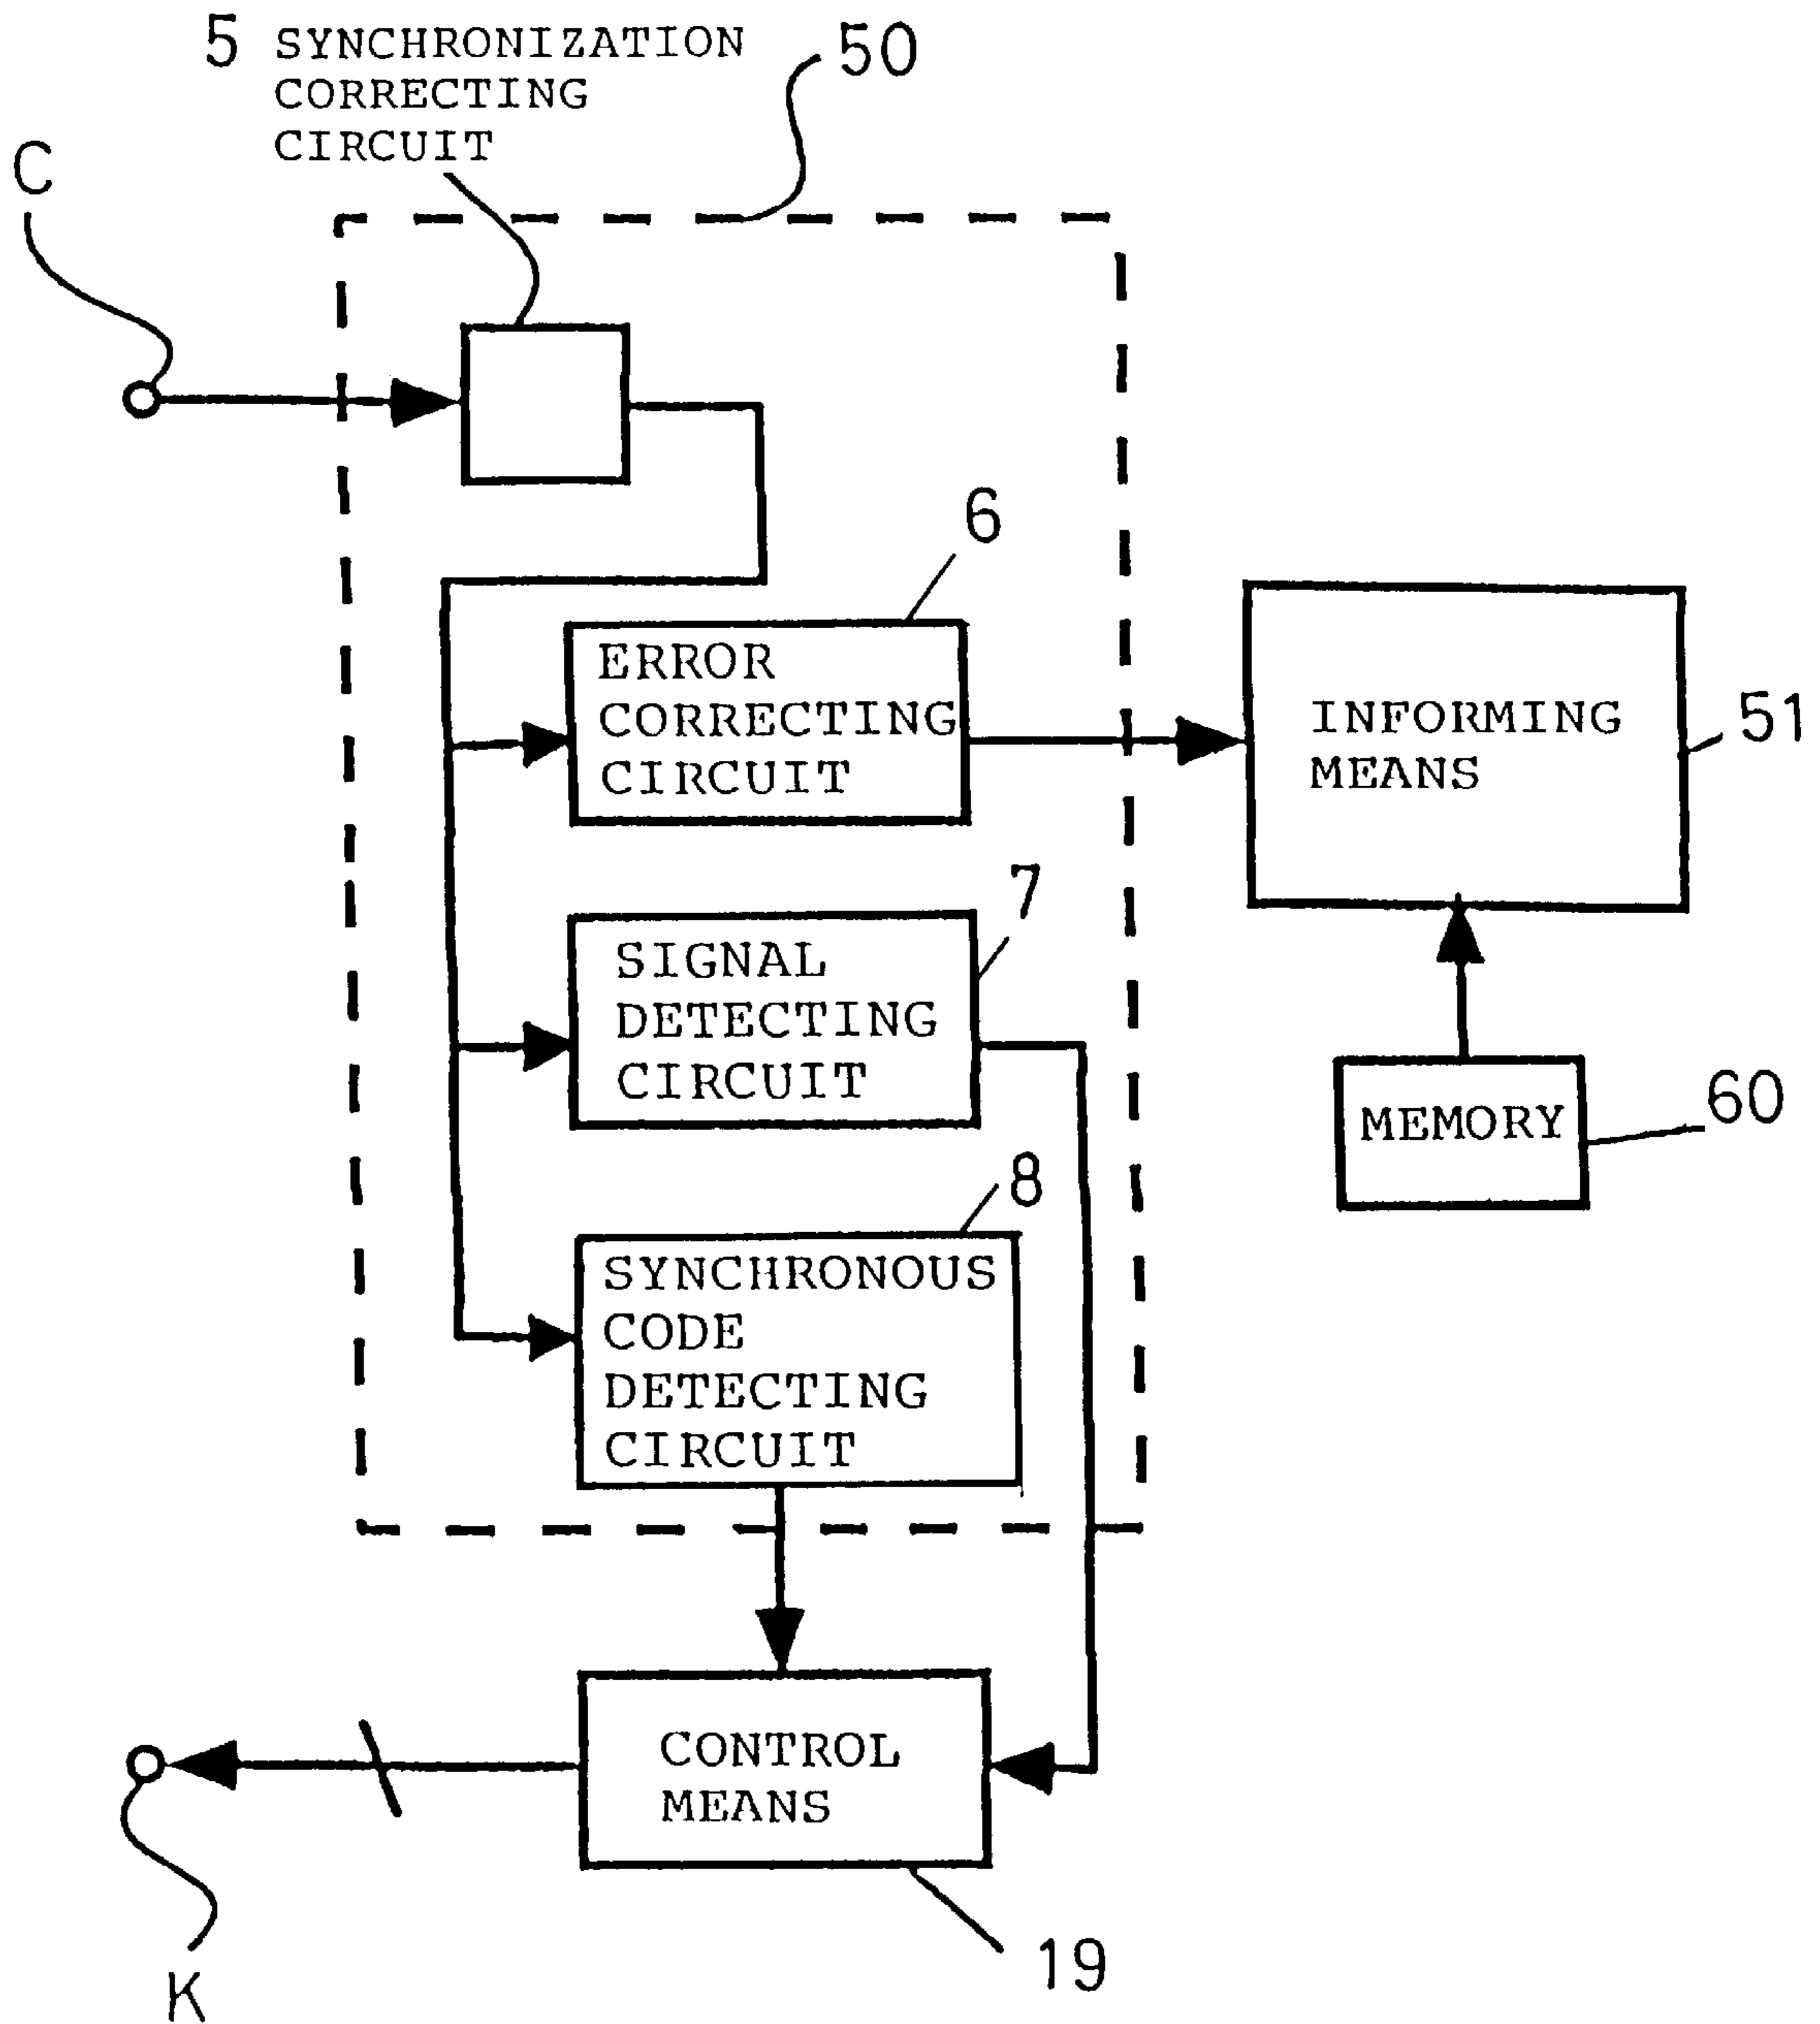 5 SYNCHRONIZATION
CORRECTING
CIRCUIT
50
C
6
ERROR
CORRECTING
CIRCUIT
INFORMING
MEANS
51
7
SIGNAL
DETECTING
CIRCUIT
MEMORY
60
8
SYNCHRONOUS
CODE
DETECTING
CIRCUIT
CONTROL
MEANS
19
K